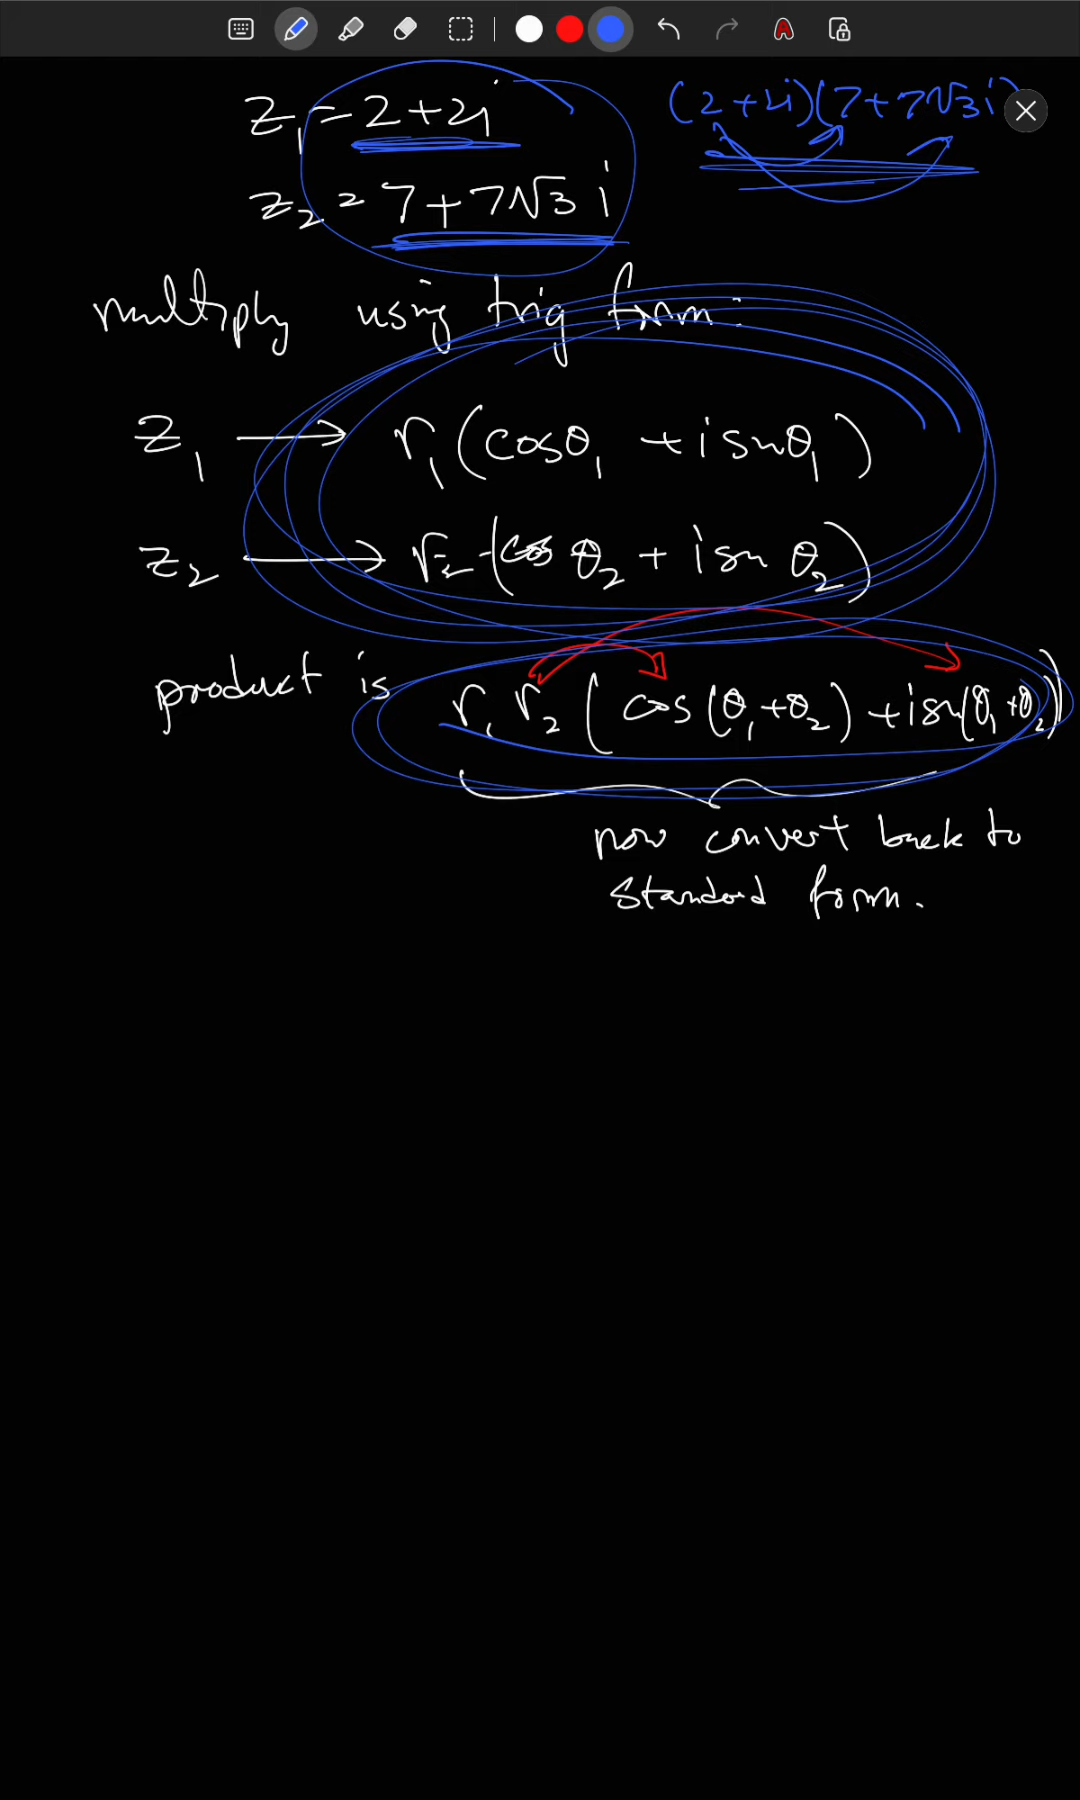 z₁ = 2+2i
(2+2i)(7+7√3i)
z₂ = 7+7√3 i
multiply using trig form:
z₁ → r₁(cosθ₁ + i sinθ₁)
z₂ → r₂(cos θ₂ + i sin θ₂)
product is r₁ r₂ (cos(θ₁+θ₂) + i sin(θ₁+θ₂))
now convert back to
standard form.